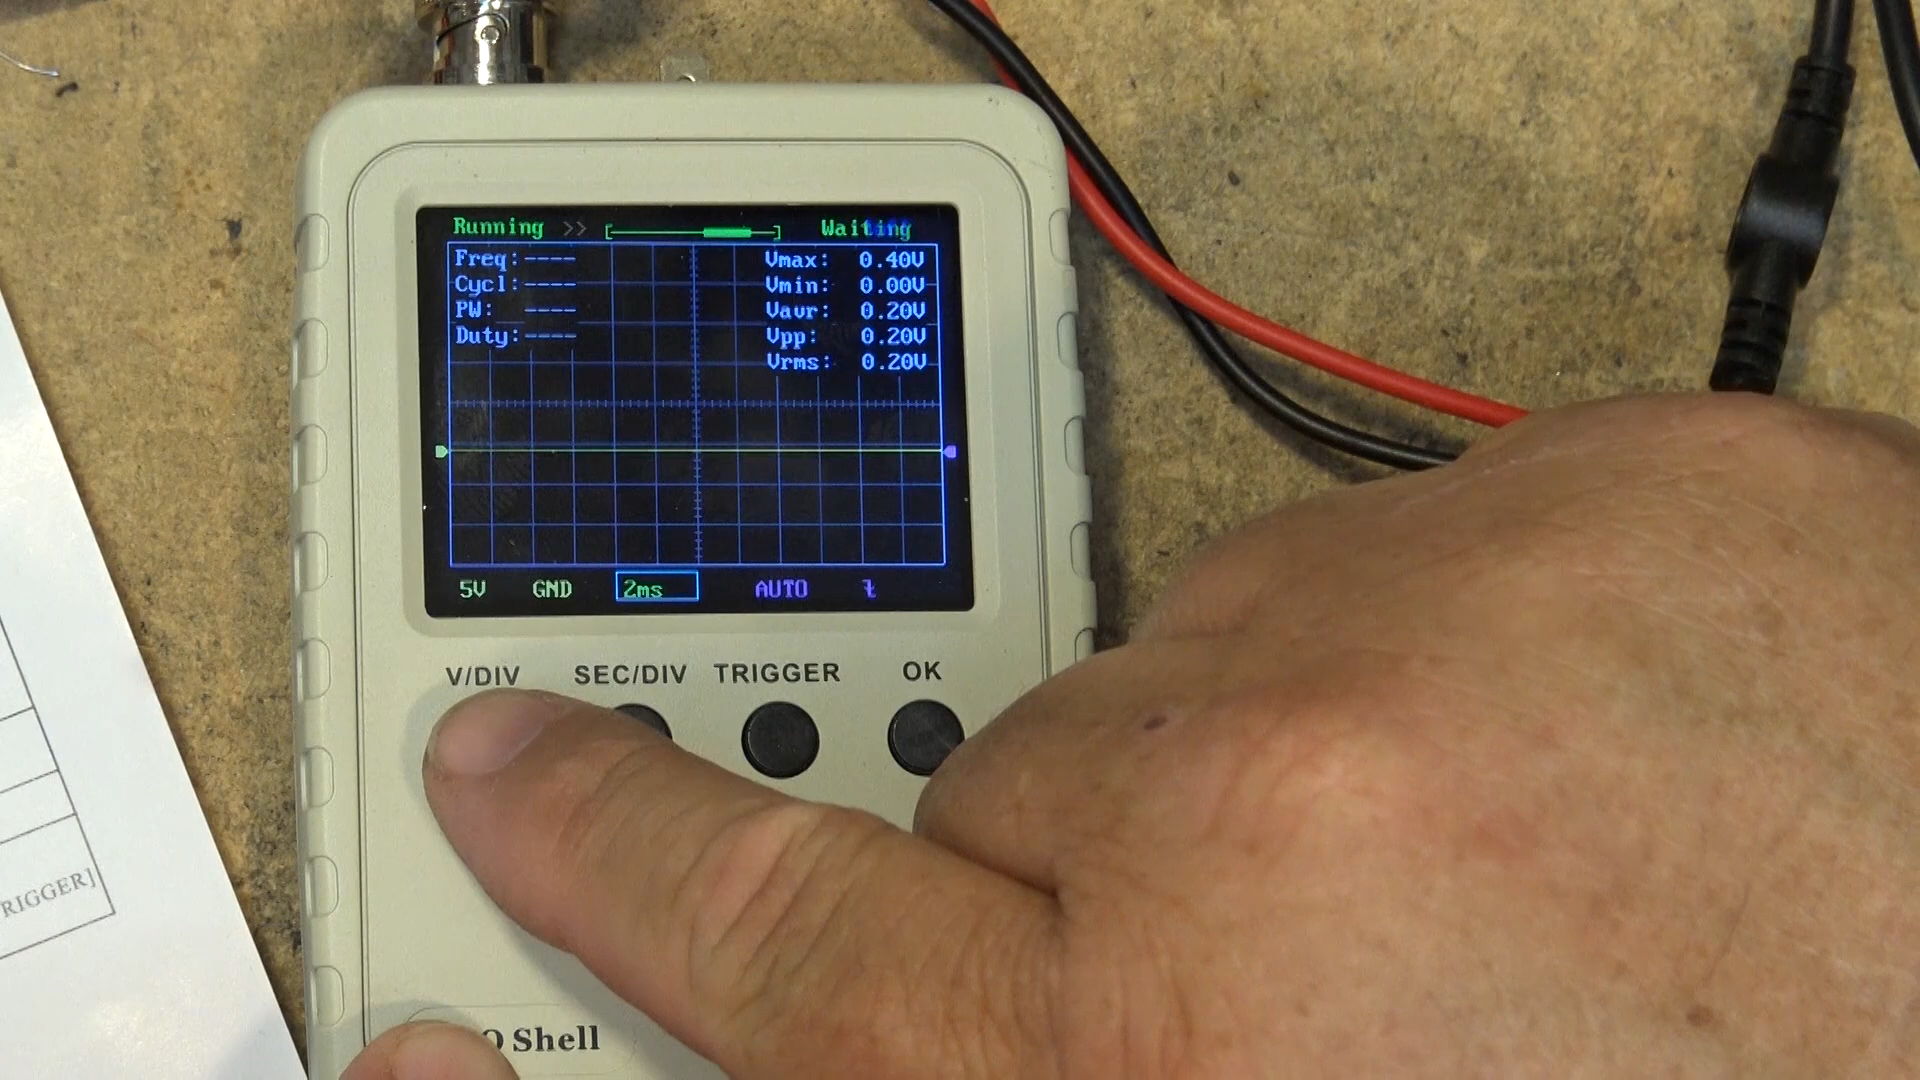 Running >> Waiting
Freq:---- Vmax: 0.40V
Cycl:---- Vmin: 0.00V
PW: ---- Vavr: 0.20V
Duty:---- Vpp: 0.20V
Vrms: 0.20V
5V GND 2ms AUTO
V/DIV SEC/DIV TRIGGER OK
RIGGER]
O Shell